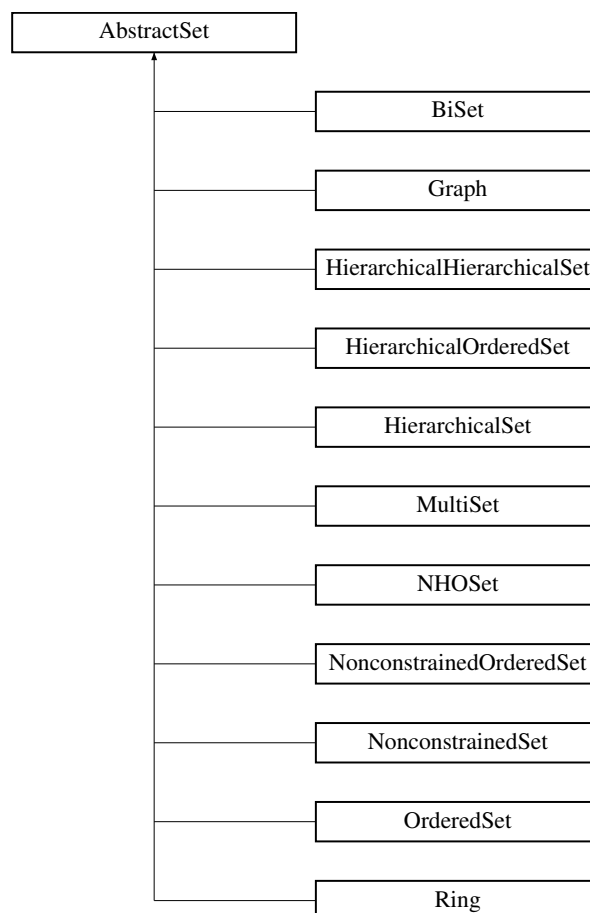 AbstractSet
BiSet
Graph
HierarchicalHierarchicalSet
HierarchicalOrderedSet
HierarchicalSet
MultiSet
NHOSet
NonconstrainedOrderedSet
NonconstrainedSet
OrderedSet
Ring